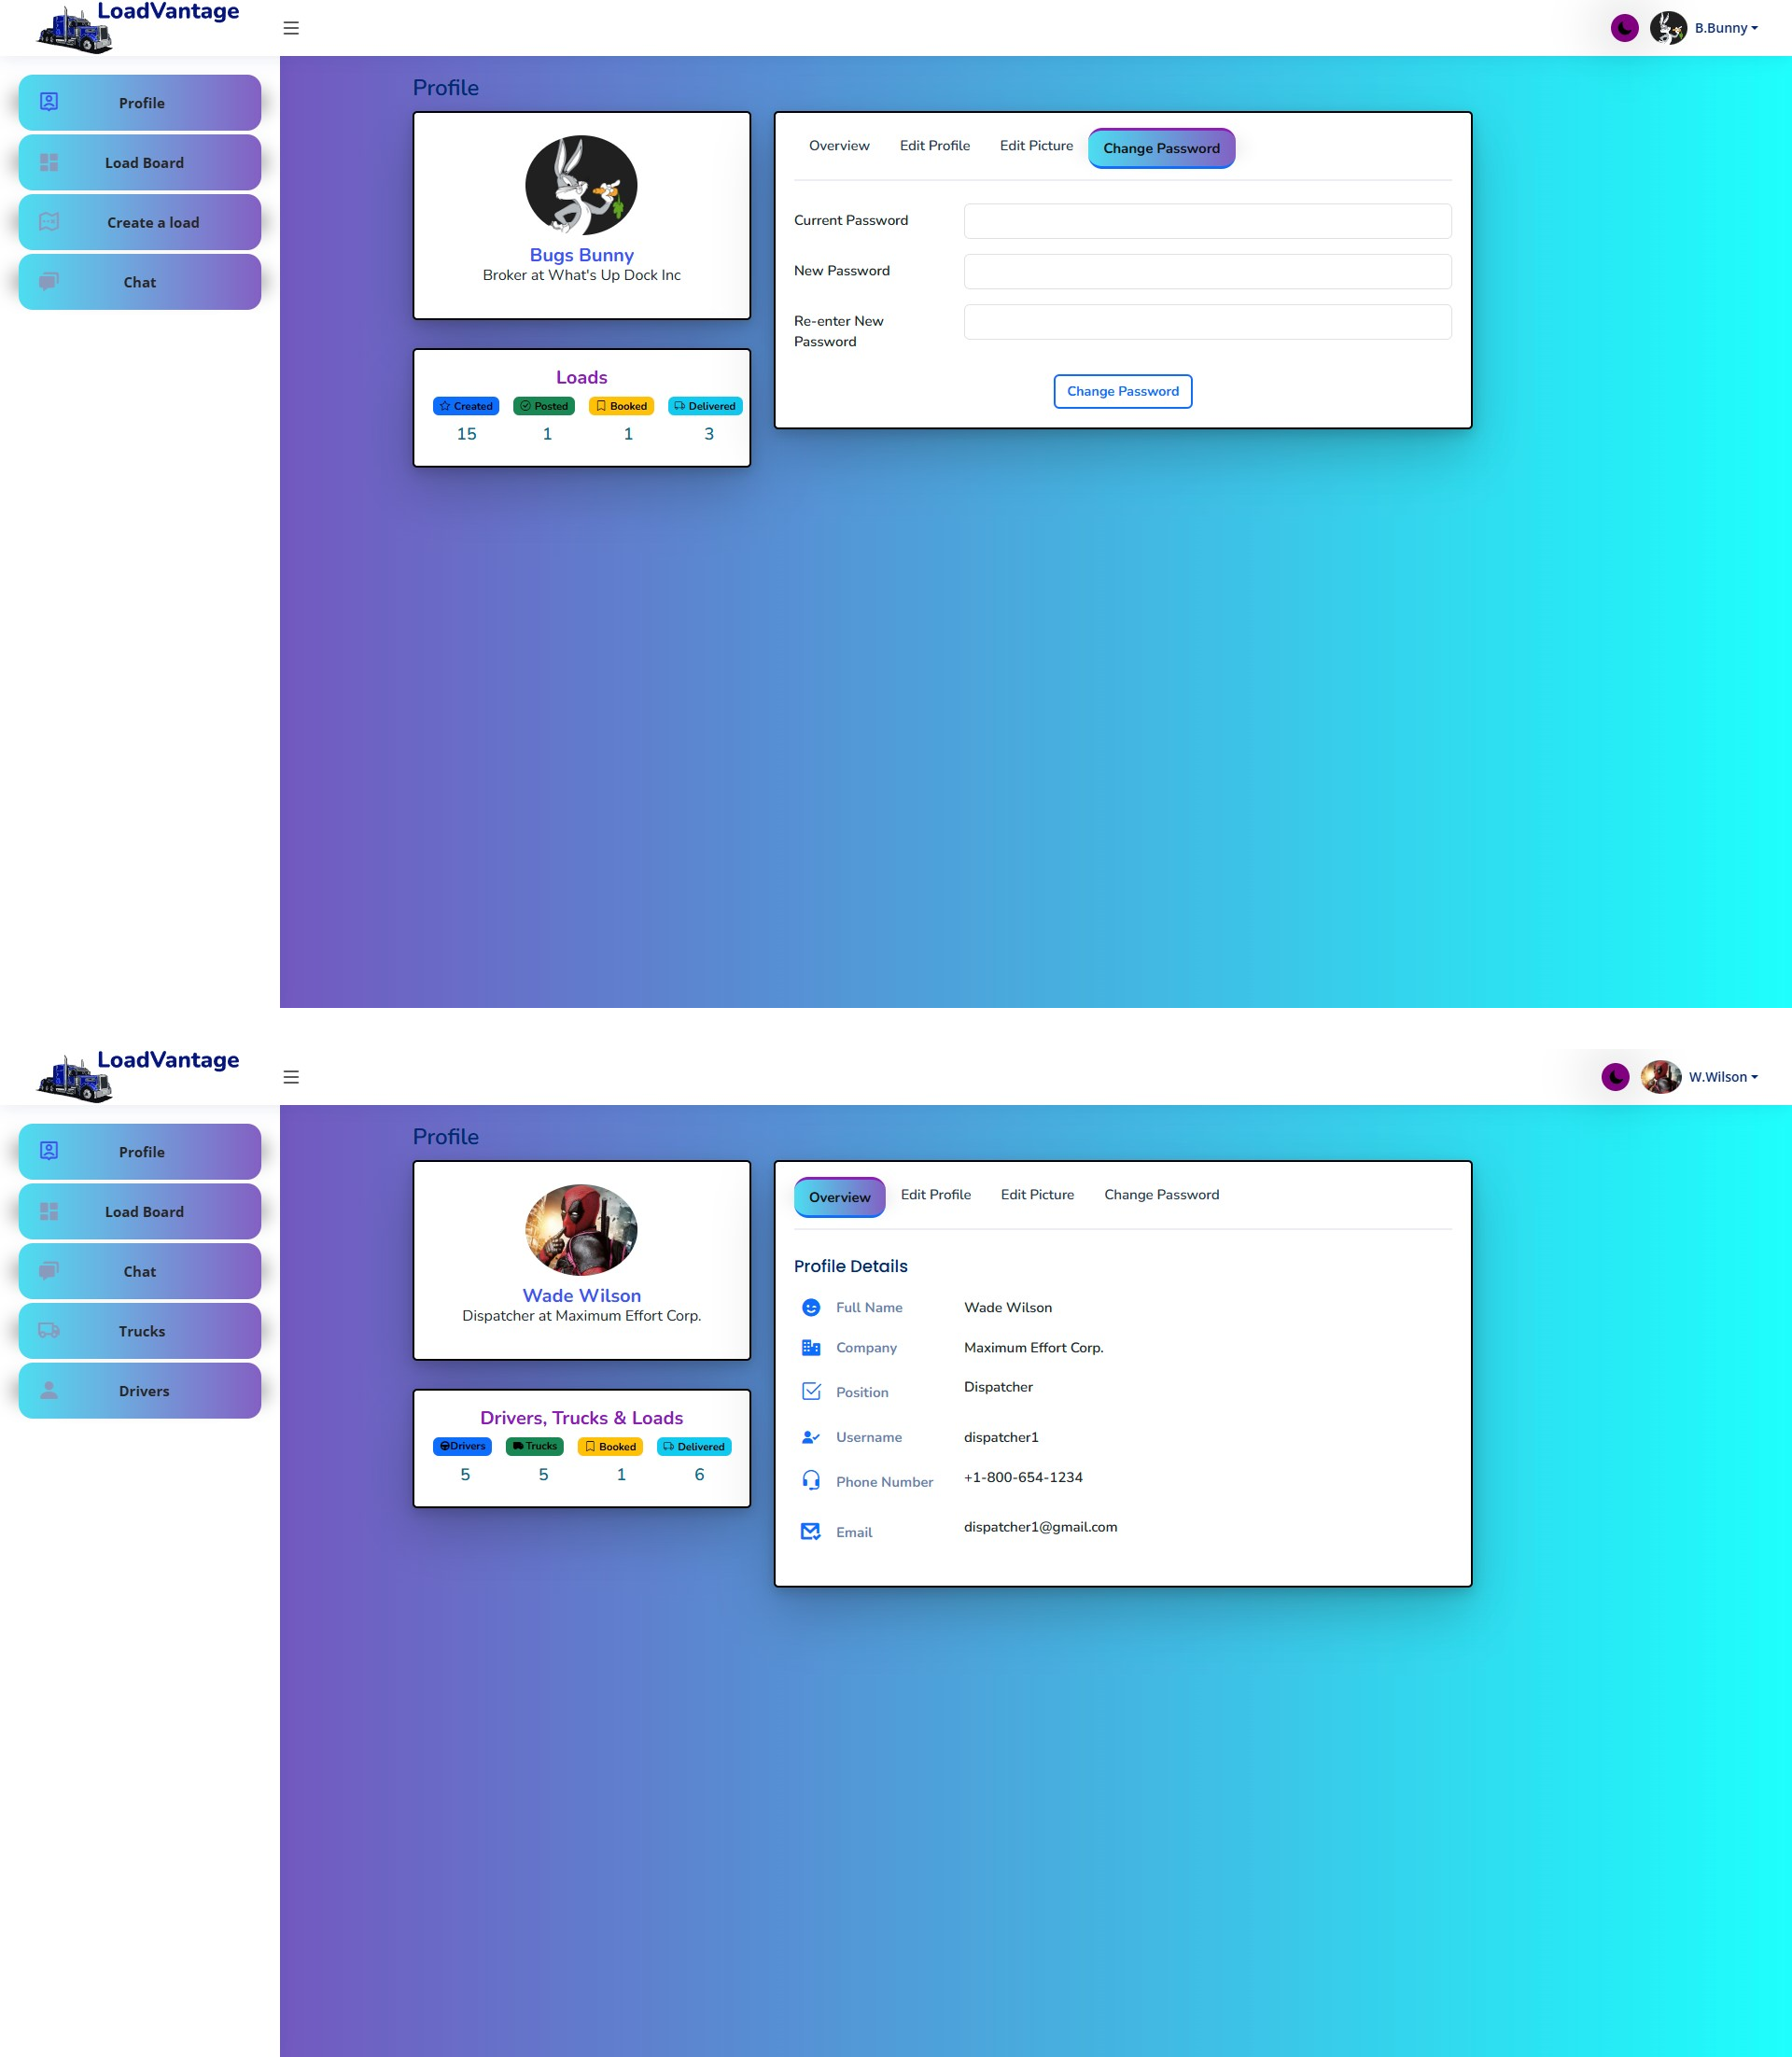 LoadVantage
B.Bunny
Profile
Load Board
Create a load
Chat
Profile
Bugs Bunny
Broker at What's Up Dock Inc
Loads
Created Posted Booked Delivered
15 1 1 3
Overview Edit Profile Edit Picture Change Password
Current Password
New Password
Re-enter New
Password
Change Password
LoadVantage
W.Wilson
Profile
Load Board
Chat
Trucks
Drivers
Profile
Wade Wilson
Dispatcher at Maximum Effort Corp.
Drivers, Trucks & Loads
Drivers Trucks Booked Delivered
5 5 1 6
Overview Edit Profile Edit Picture Change Password
Profile Details
Full Name Wade Wilson
Company Maximum Effort Corp.
Position Dispatcher
Username dispatcher1
Phone Number +1-800-654-1234
Email dispatcher1@gmail.com